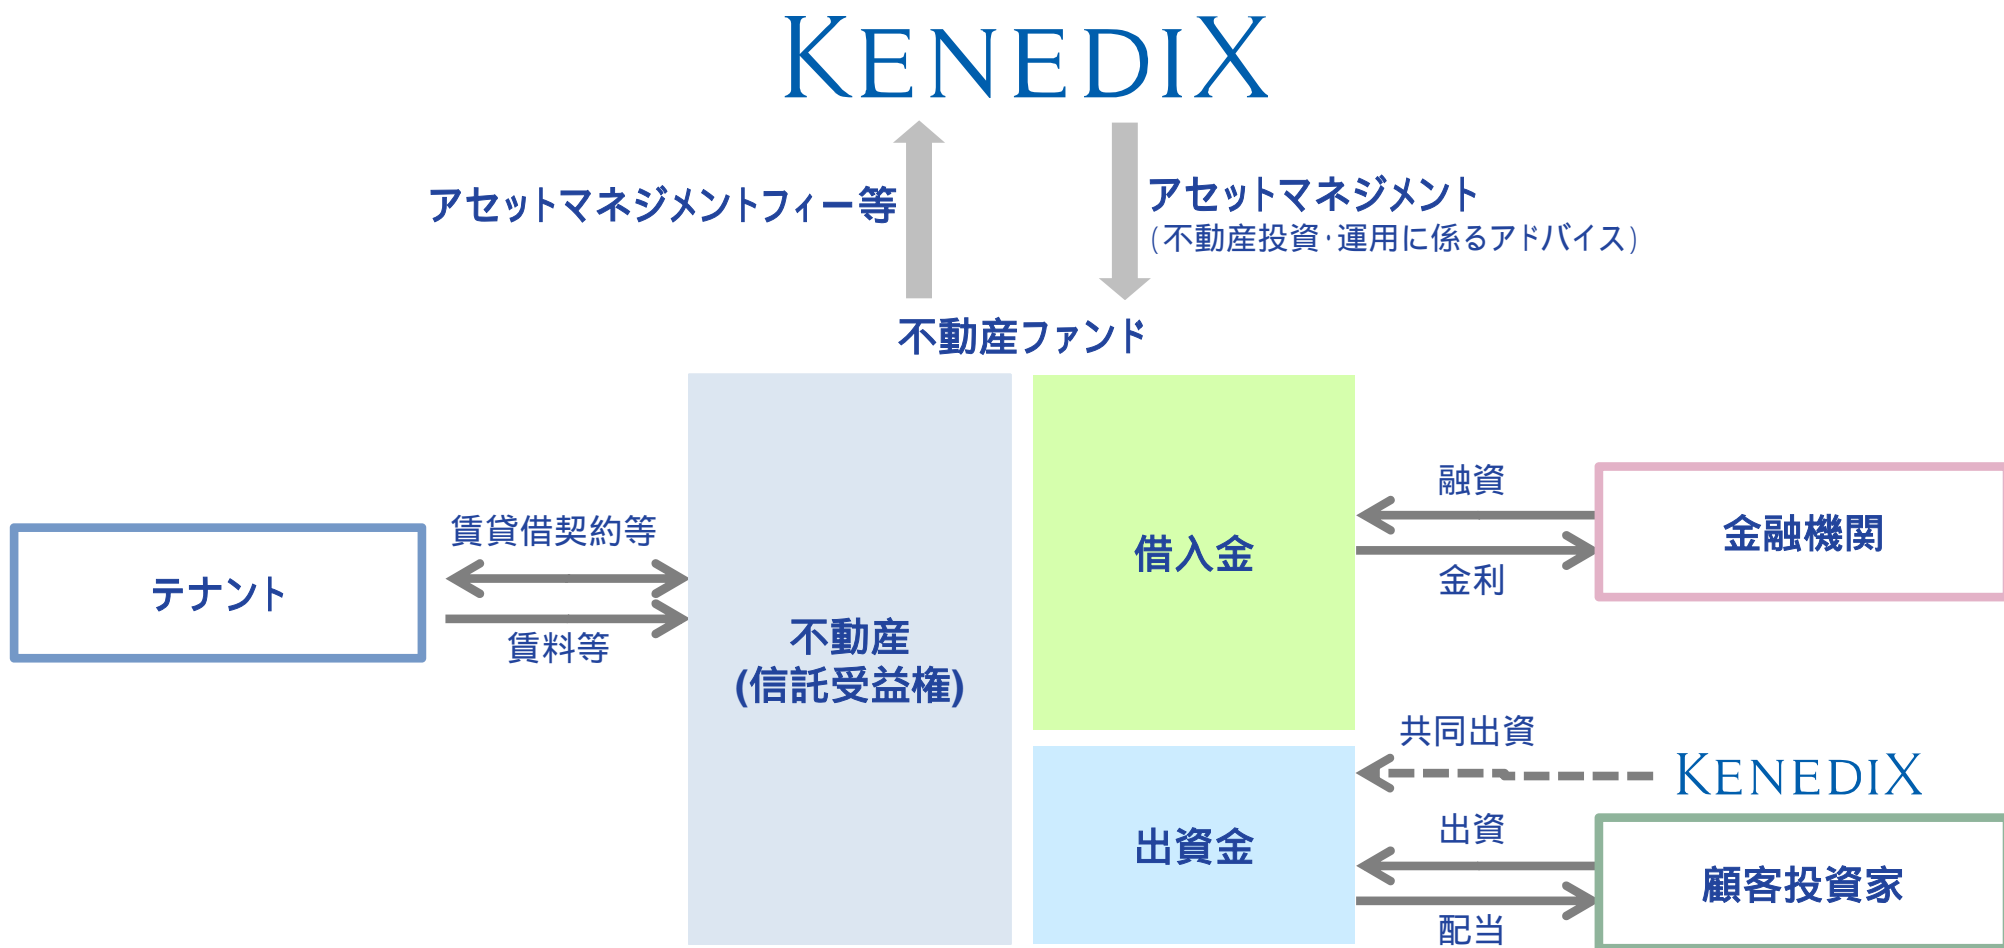 KENEDIX
アセットマネジメントフィー等
アセットマネジメント
(不動産投資・運用に係るアドバイス)
不動産ファンド
テナント
賃貸借契約等
賃料等
不動産
(信託受益権)
借入金
融資
金利
金融機関
共同出資
KENEDIX
出資金
出資
配当
顧客投資家